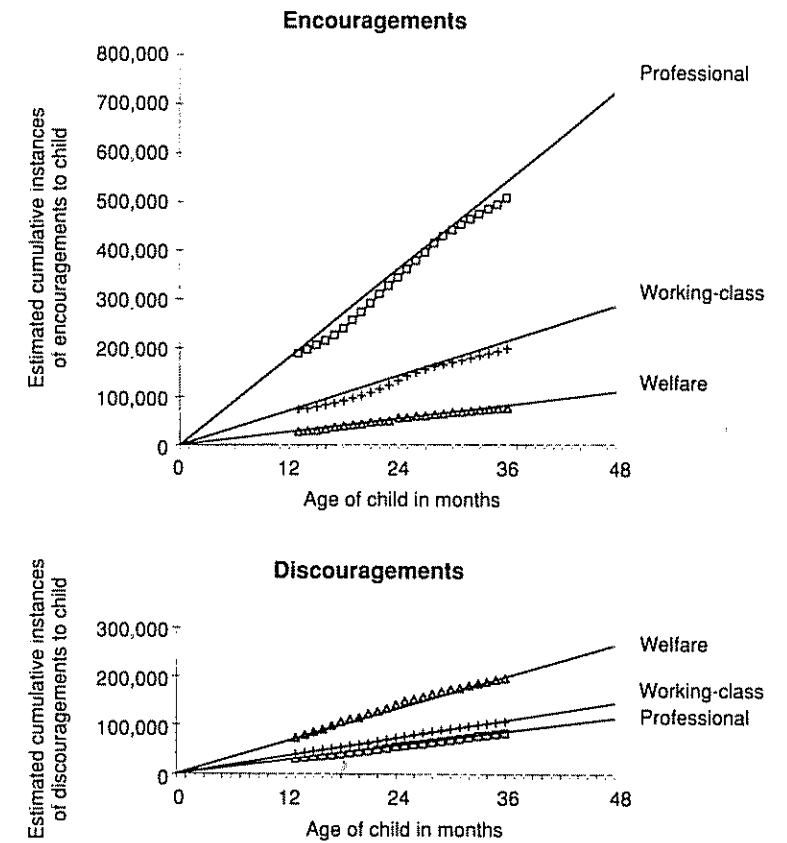 Encouragements
Estimated cumulative instances
of encouragements to child
800,000
700,000
600,000
500,000
400,000
300,000
200,000
100,000
0
0 12 24 36 48
Age of child in months
Professional
Working-class
Welfare
Discouragements
Estimated cumulative instances
of discouragements to child
300,000
200,000
100,000
0
0 12 24 36 48
Age of child in months
Welfare
Working-class
Professional